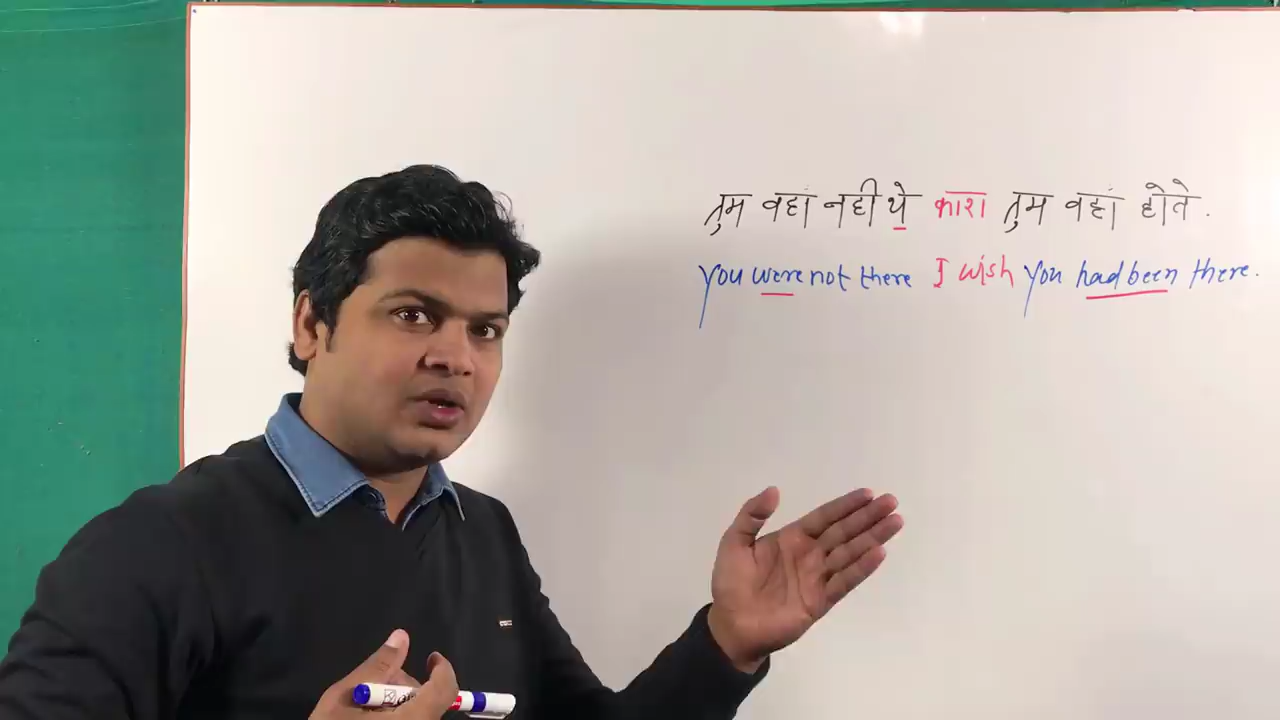 तुम वहां नही थे काश तुम वहां होते.
you were not there I wish you had been there.